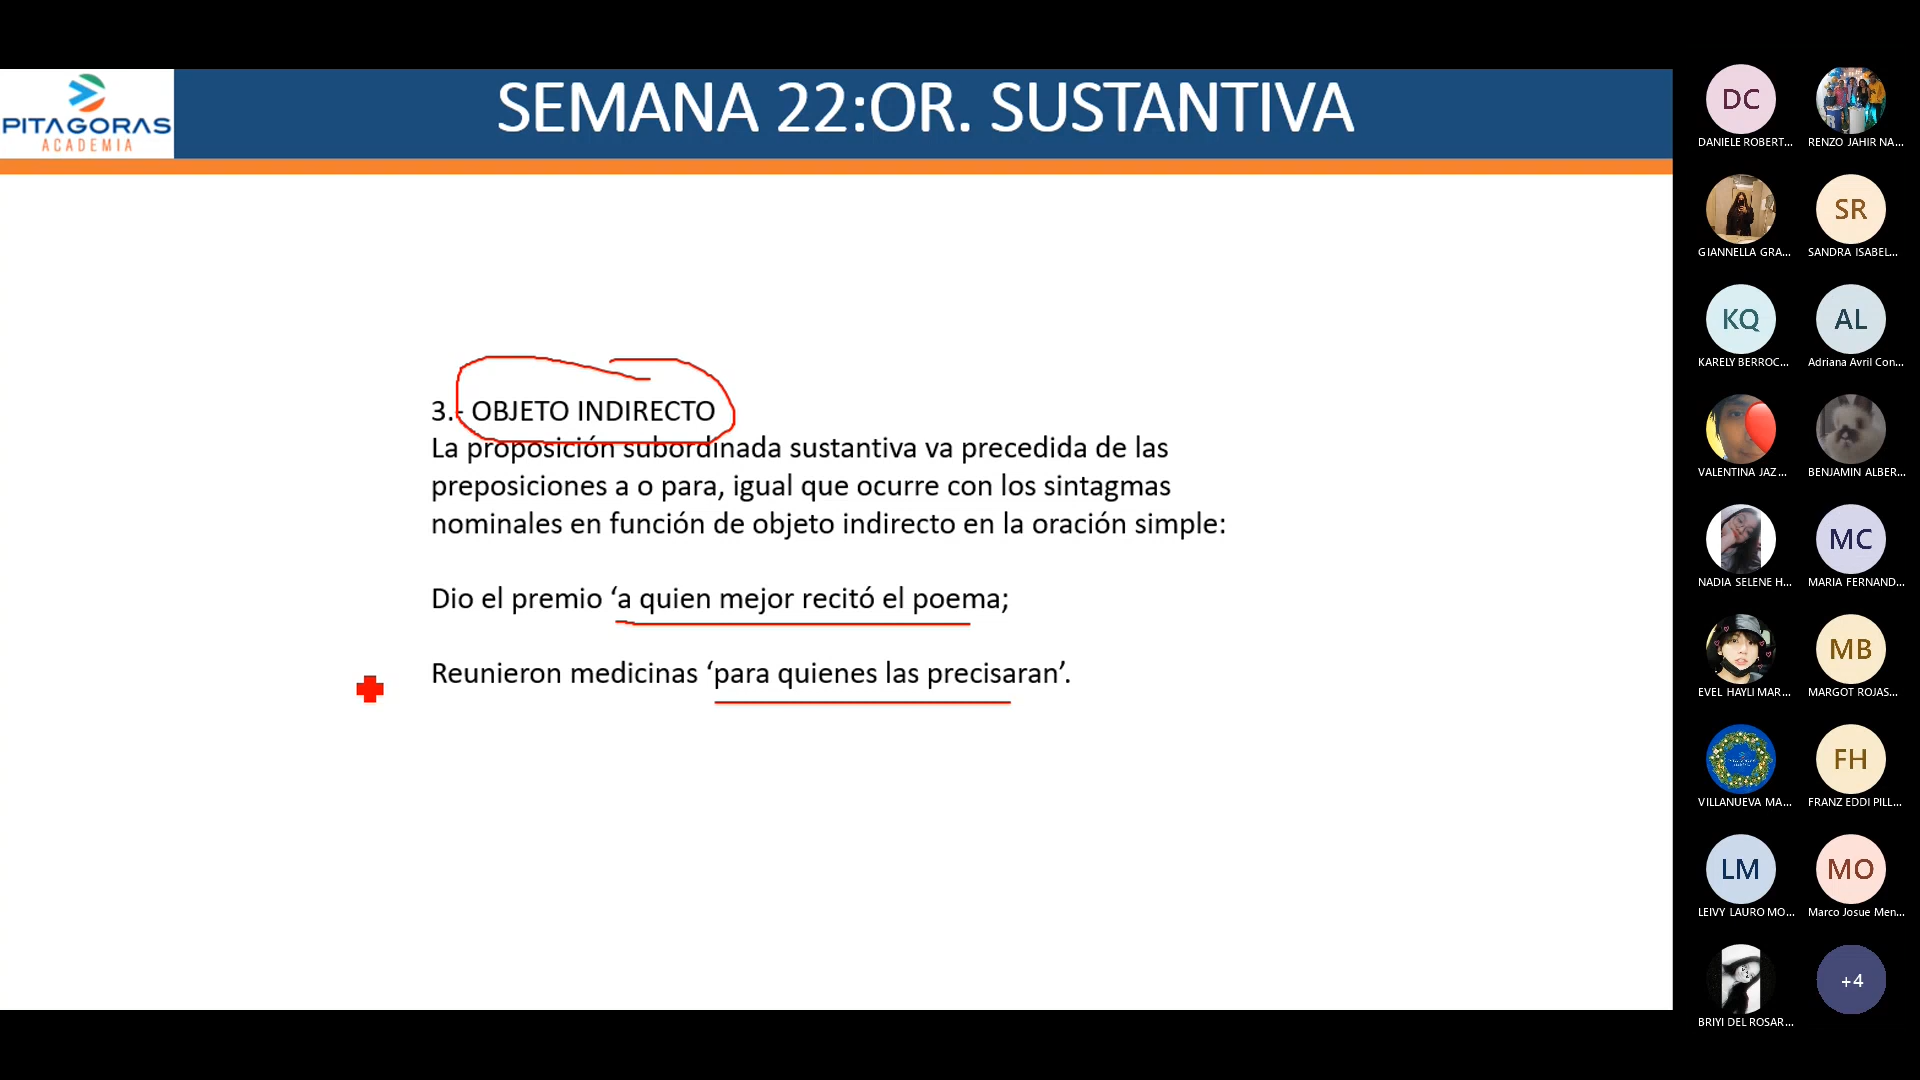 PITAGORAS
ACADEMIA
SEMANA 22:OR. SUSTANTIVA
3.- OBJETO INDIRECTO
La proposición subordinada sustantiva va precedida de las
preposiciones a o para, igual que ocurre con los sintagmas
nominales en función de objeto indirecto en la oración simple:
Dio el premio ‘a quien mejor recitó el poema;
Reunieron medicinas ‘para quienes las precisaran’.
DC
DANIELE ROBERT...
RENZO JAHIR NA...
GIANNELLA GRA...
SR
SANDRA ISABEL...
KQ
KARELY BERROC...
AL
Adriana Avril Con...
VALENTINA JAZ...
BENJAMIN ALBER...
NADIA SELENE H...
MC
MARIA FERNAND...
EVEL HAYLI MAR...
MB
MARGOT ROJAS...
VILLANUEVA MA...
FH
FRANZ EDDI PILL...
LM
LEIVY LAURO MO...
MO
Marco Josue Men...
BRIYI DEL ROSAR...
+4